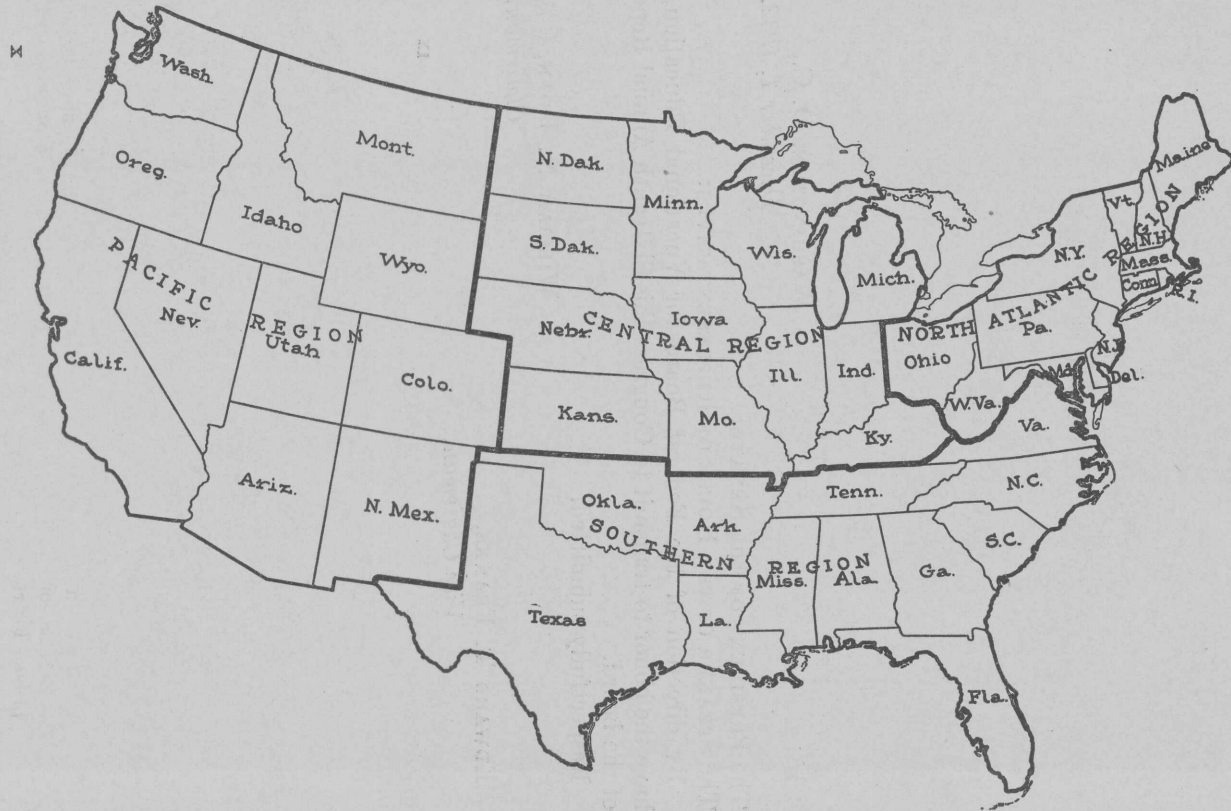 Wash.
Oreg.
Calif.
Idaho
Nev.
Mont.
Wyo.
Utah
Colo.
Ariz.
N. Mex.
PACIFIC REGION
N. Dak.
S. Dak.
Nebr.
Kans.
Minn.
Iowa
Mo.
Wis.
Ill.
Mich.
Ind.
Ky.
CENTRAL REGION
Ohio
W.Va.
Pa.
N.Y.
Vt.
N.H.
Maine
Mass.
Conn.
R. I.
N.J.
Del.
Md.
NORTH ATLANTIC REGION
Va.
N.C.
S.C.
Tenn.
Ga.
Fla.
Ala.
Miss.
Ark.
La.
Okla.
Texas
SOUTHERN REGION